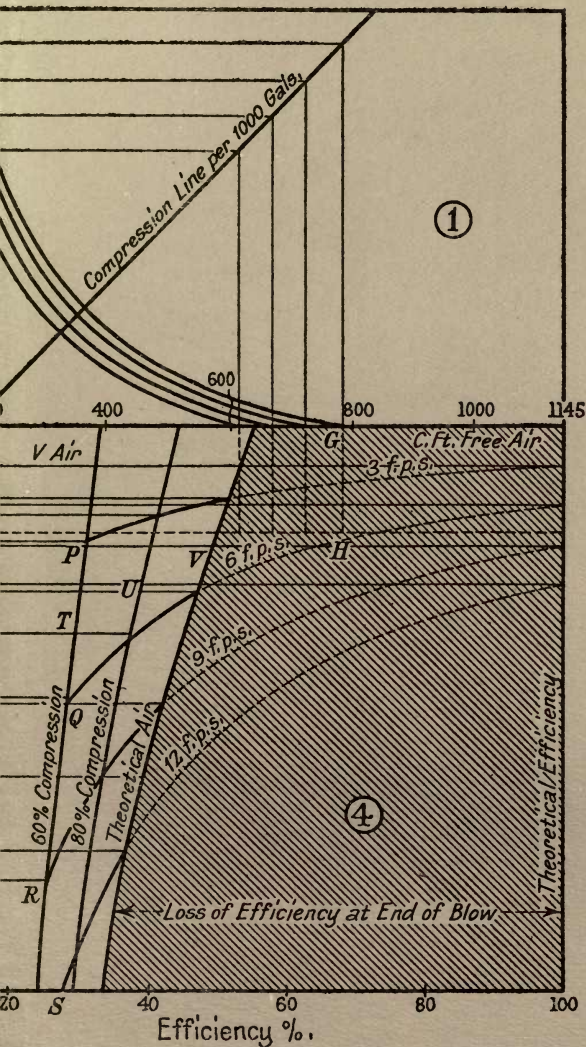 Compression Line per 1000 Gals.
①
600
400
800
1000
1145
V Air
G
C.Ft. Free Air
3 f.p.s.
P
V
6 f.p.s.
H
U
T
9 f.p.s.
Q
12 f.p.s.
60% Compression
80% Compression
Theoretical Air
Theoretical Efficiency
④
R
Loss of Efficiency at End of Blow
20
S
40
60
80
100
Efficiency %.